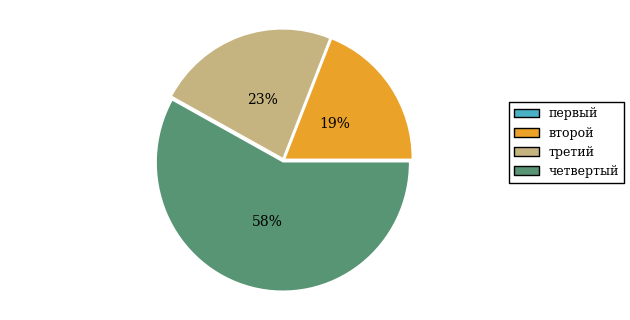 23%
19%
58%
первый
второй
третий
четвертый